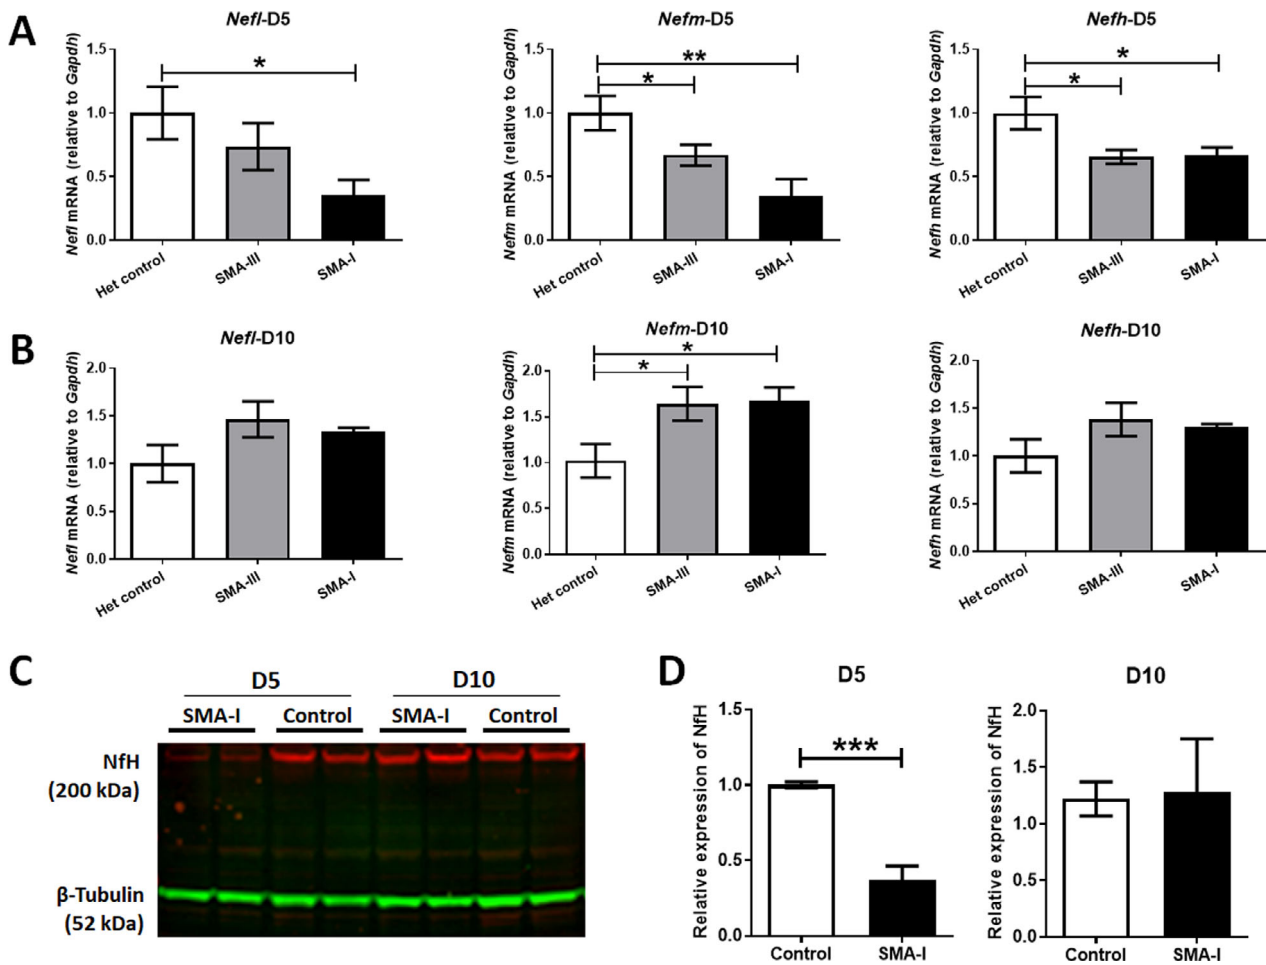 A
Nefl-D5
Nefl mRNA (relative to Gapdh)
1.5
1.0
0.5
0.0
*
Het control
SMA-III
SMA-I
Nefm-D5
Nefm mRNA (relative to Gapdh)
1.5
1.0
0.5
0.0
**
*
Het control
SMA-III
SMA-I
Nefh-D5
Nefh mRNA (relative to Gapdh)
1.5
1.0
0.5
0.0
*
*
Het control
SMA-III
SMA-I
B
Nefl-D10
Nefl mRNA (relative to Gapdh)
2.0
1.5
1.0
0.5
0.0
Het control
SMA-III
SMA-I
Nefm-D10
Nefm mRNA (relative to Gapdh)
2.0
1.5
1.0
0.5
0.0
*
*
Het control
SMA-III
SMA-I
Nefh-D10
Nefh mRNA (relative to Gapdh)
2.0
1.5
1.0
0.5
0.0
Het control
SMA-III
SMA-I
C
D5 D10
SMA-I Control SMA-I Control
NfH
(200 kDa)
β-Tubulin
(52 kDa)
D
D5
Relative expression of NfH
1.5
1.0
0.5
0.0
***
Control SMA-I
D10
Relative expression of NfH
2.0
1.5
1.0
0.5
0.0
Control SMA-I